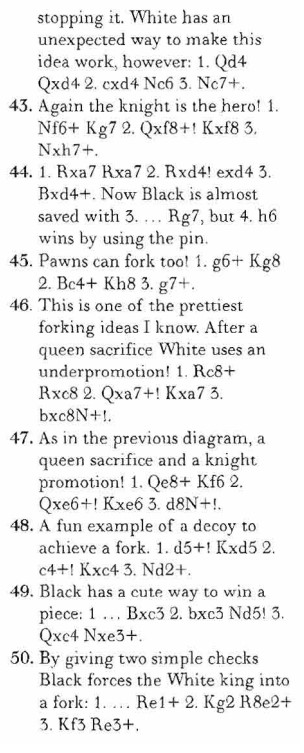 stopping it. White has an
unexpected way to make this
idea work, however: 1. Qd4
Qxd4 2. cxd4 Nc6 3. Nc7+.
43. Again the knight is the hero! 1.
Nf6+ Kg7 2. Qxf8+! Kxf8 3.
Nxh7+.
44. 1. Rxa7 Rxa7 2. Rxd4! exd4 3.
Bxd4+. Now Black is almost
saved with 3. ... Rg7, but 4. h6
wins by using the pin.
45. Pawns can fork too! 1. g6+ Kg8
2. Bc4+ Kh8 3. g7+.
46. This is one of the prettiest
forking ideas I know. After a
queen sacrifice White uses an
underpromotion! 1. Rc8+
Rxc8 2. Qxa7+! Kxa7 3.
bxc8N+!.
47. As in the previous diagram, a
queen sacrifice and a knight
promotion! 1. Qe8+ Kf6 2.
Qxe6+! Kxe6 3. d8N+!.
48. A fun example of a decoy to
achieve a fork. 1. d5+! Kxd5 2.
c4+! Kxc4 3. Nd2+.
49. Black has a cute way to win a
piece: 1 ... Bxc3 2. bxc3 Nd5! 3.
Qxc4 Nxe3+.
50. By giving two simple checks
Black forces the White king into
a fork: 1. ... Re1+ 2. Kg2 R8e2+
3. Kf3 Re3+.